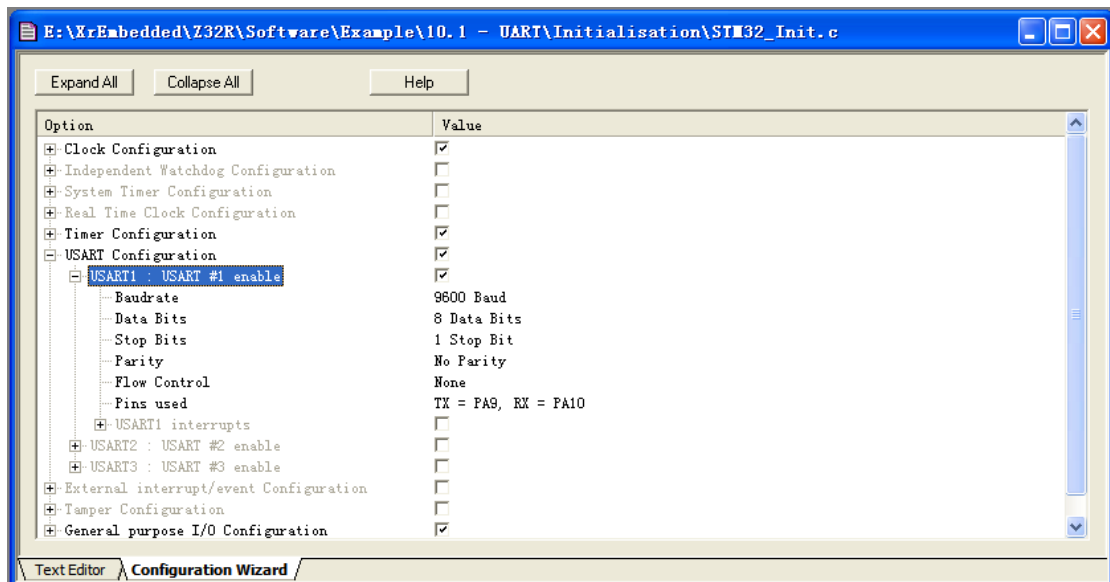 E:\XrEmbedded\Z32R\Software\Example\10.1 - UART\Initialisation\STM32_Init.c
Expand All Collapse All Help
Option Value
Clock Configuration
Independent Watchdog Configuration
System Timer Configuration
Real Time Clock Configuration
Timer Configuration
USART Configuration
USART1 : USART #1 enable
Baudrate 9600 Baud
Data Bits 8 Data Bits
Stop Bits 1 Stop Bit
Parity No Parity
Flow Control None
Pins used TX = PA9, RX = PA10
USART1 interrupts
USART2 : USART #2 enable
USART3 : USART #3 enable
External interrupt/event Configuration
Tamper Configuration
General purpose I/O Configuration
Text Editor Configuration Wizard